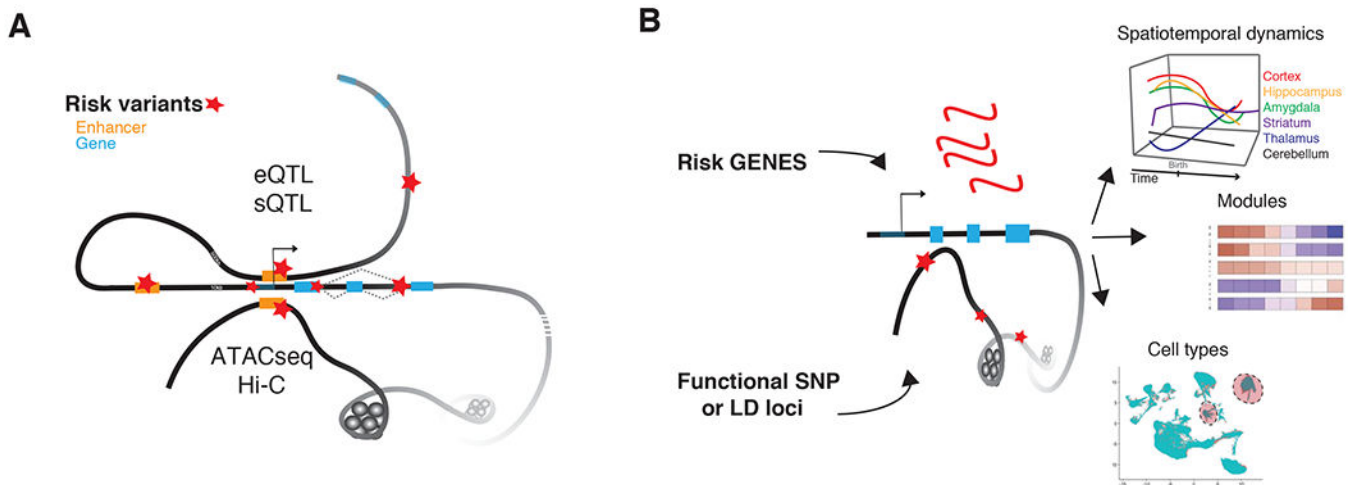 A
Risk variants
Enhancer
Gene
eQTL
sQTL
ATACseq
Hi-C
B
Risk GENES
Functional SNP
or LD loci
Spatiotemporal dynamics
Cortex
Hippocampus
Amygdala
Striatum
Thalamus
Cerebellum
Birth
Time
Modules
Cell types